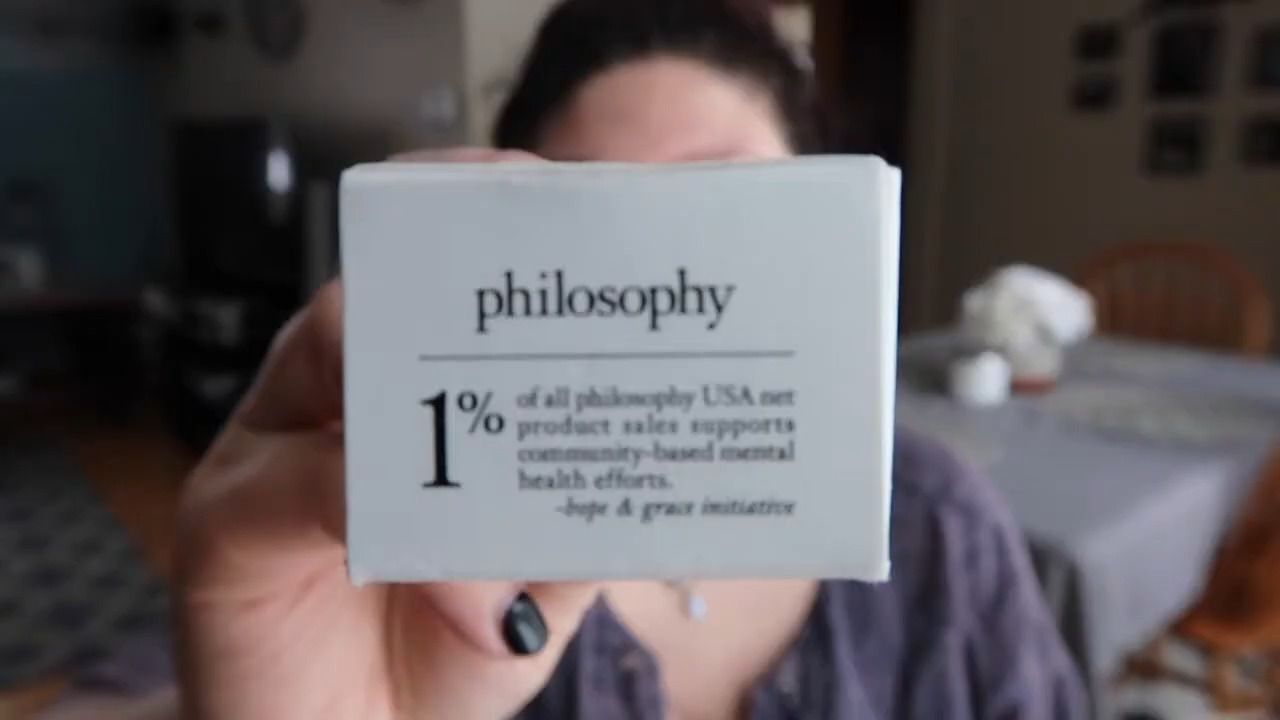 philosophy
1% of all philosophy USA net
product sales supports
community-based mental
health efforts.
-hope & grace initiative